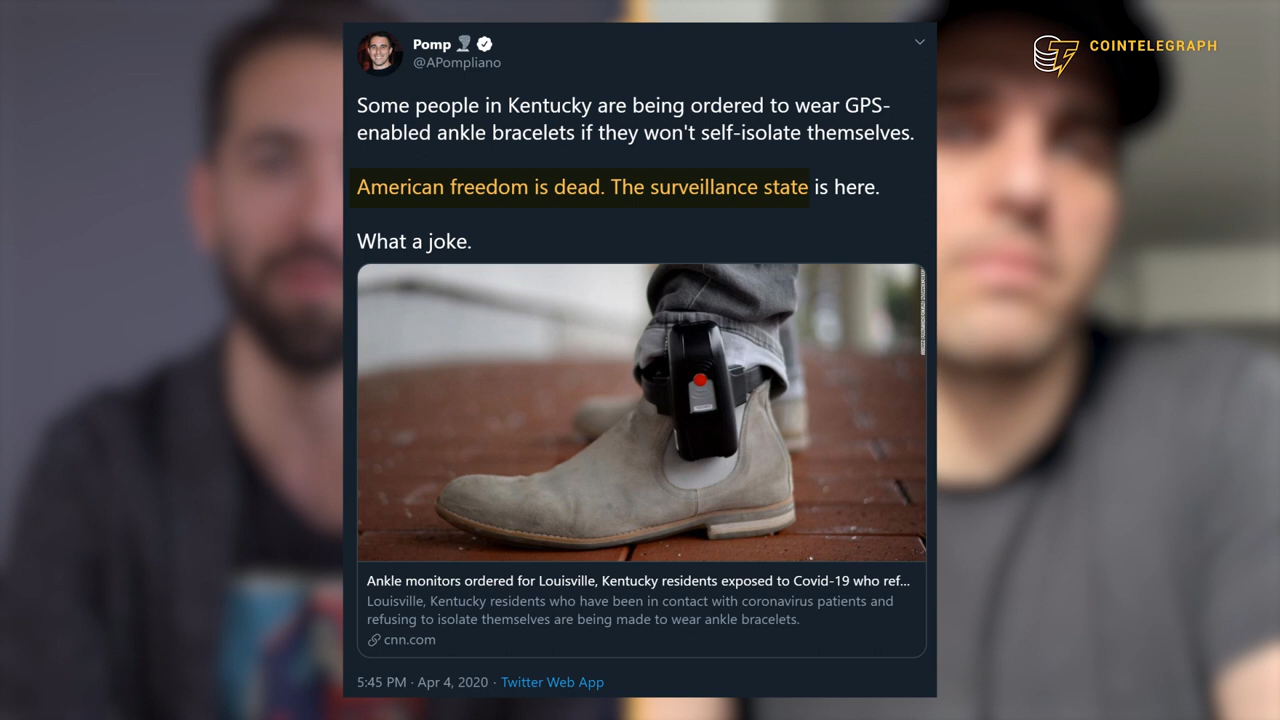 Pomp
@APompliano
COINTELEGRAPH
Some people in Kentucky are being ordered to wear GPS-
enabled ankle bracelets if they won't self-isolate themselves.
American freedom is dead. The surveillance state is here.
What a joke.
Ankle monitors ordered for Louisville, Kentucky residents exposed to Covid-19 who ref...
Louisville, Kentucky residents who have been in contact with coronavirus patients and
refusing to isolate themselves are being made to wear ankle bracelets.
cnn.com
5:45 PM · Apr 4, 2020 · Twitter Web App